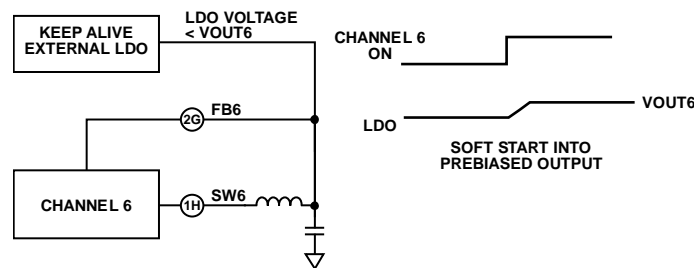 KEEP ALIVE
EXTERNAL LDO
LDO VOLTAGE
< VOUT6
2G
FB6
CHANNEL 6
1H
SW6
CHANNEL 6
ON
LDO
VOUT6
SOFT START INTO
PREBIASED OUTPUT